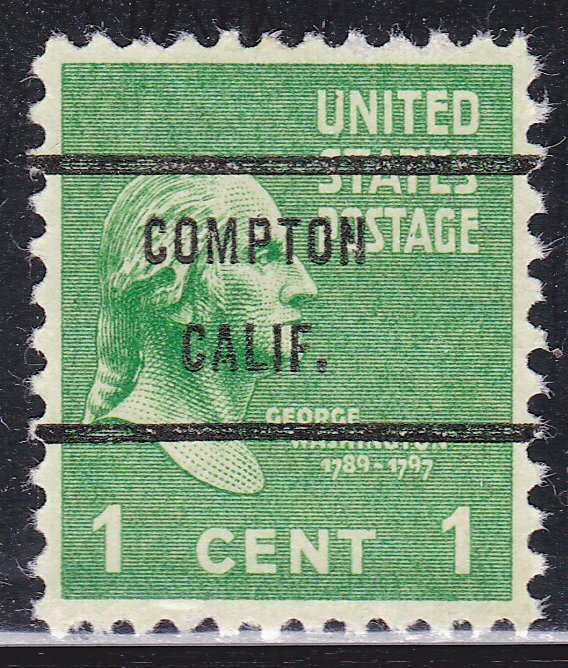 UNITED
STATES
POSTAGE
COMPTON
CALIF.
GEORGE
WASHINGTON
1789-1797
1 CENT 1